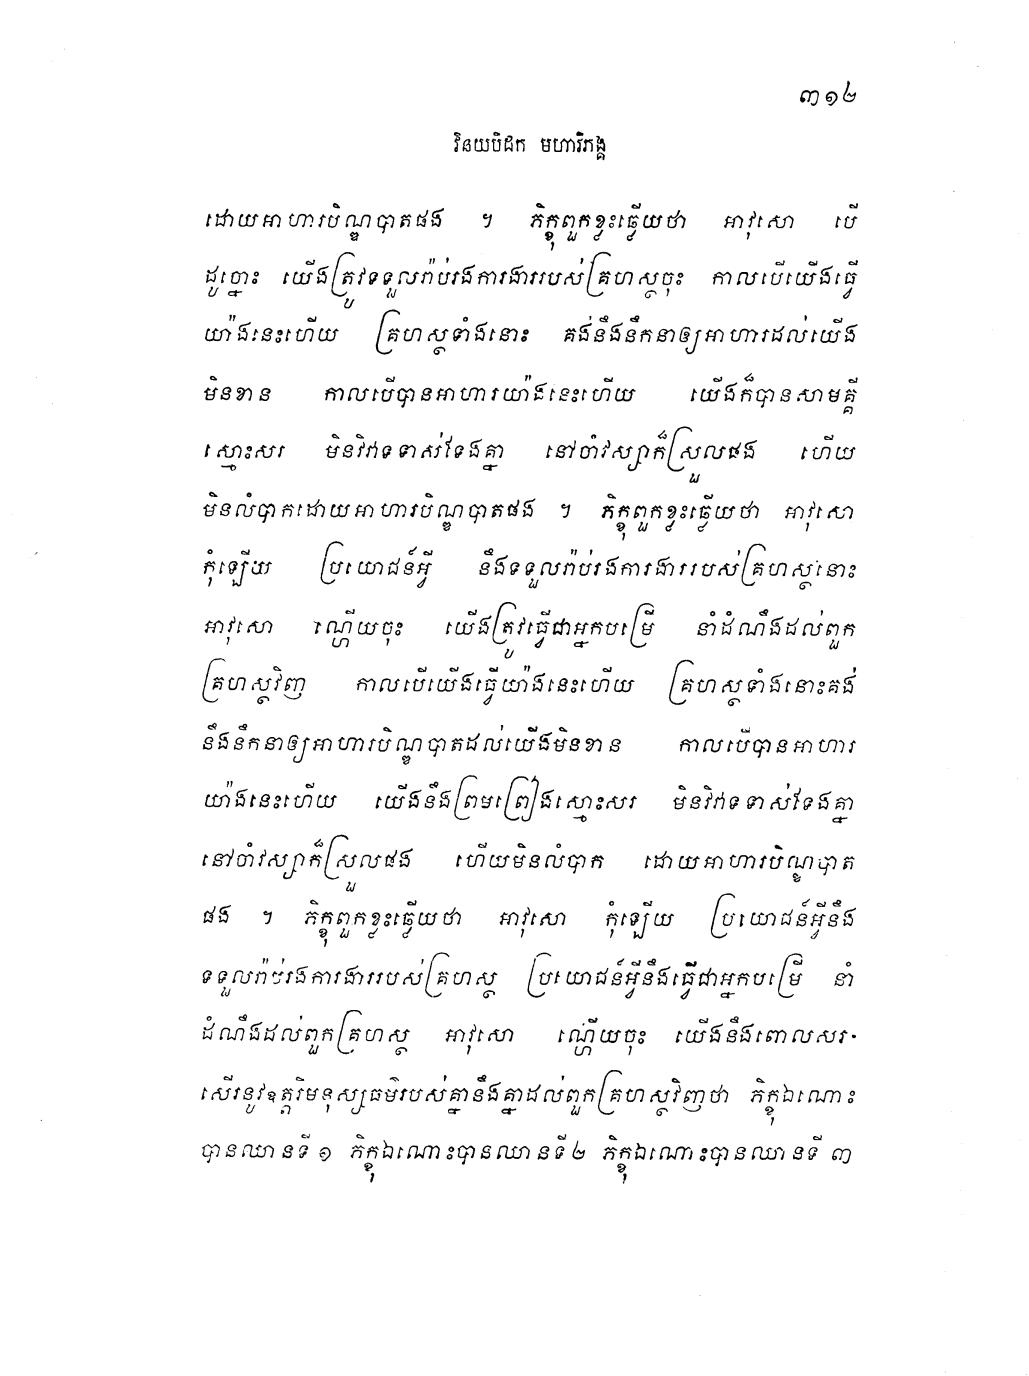 ៣១២
វិនយបិដក មហាវិភង្គ
ដោយអាហារបិណ្ឌបាតផង ។ ភិក្ខុពួកខ្លះធ្លើយថា អាវុសោ បើ
ដូច្នោះ យើងត្រូវទទួលរ៉ាប់រងការងាររបស់គ្រហស្ថចុះ កាលបើយើងធ្វើ
យ៉ាងនេះហើយ គ្រហស្ថទាំងនោះ គង់នឹងនឹកនាឲ្យអាហារដល់យើង
មិនខាន កាលបើបានអាហារយ៉ាងនេះហើយ យើងក៏បានសាមគ្គី
ស្មោះសរ មិនវិវាទទាស់ទែងគ្នា នៅចាំវស្សាក៏ស្រួលផង ហើយ
មិនលំបាកដោយអាហារបិណ្ឌបាតផង ។ ភិក្ខុពួកខ្លះធ្លើយថា អាវុសោ
កុំឡើយ ប្រយោជន៍អ្វី នឹងទទួលរ៉ាប់រងការងាររបស់គ្រហស្ថនោះ
អាវុសោ ណ្ហើយចុះ យើងត្រូវធ្វើជាអ្នកបម្រើ នាំដំណឹងដល់ពួក
គ្រហស្ថវិញ កាលបើយើងធ្វើយ៉ាងនេះហើយ គ្រហស្ថទាំងនោះគង់
នឹងនឹកនាឲ្យអាហារបិណ្ឌបាតដល់យើងមិនខាន កាលបើបានអាហារ
យ៉ាងនេះហើយ យើងនឹងព្រមព្រៀងស្មោះសរ មិនវិវាទទាស់ទែងគ្នា
នៅចាំវស្សាក៏ស្រួលផង ហើយមិនលំបាក ដោយអាហារបិណ្ឌបាត
ផង ។ ភិក្ខុពួកខ្លះធ្លើយថា អាវុសោ កុំឡើយ ប្រយោជន៍អ្វីនឹង
ទទួលរ៉ាប់រងការងាររបស់គ្រហស្ថ ប្រយោជន៍អ្វីនឹងធ្វើជាអ្នកបម្រើ នាំ
ដំណឹងដល់ពួកគ្រហស្ថ អាវុសោ ណ្ហើយចុះ យើងនឹងពោលសរ-
សើរនូវឧត្តរិមនុស្សធម៌របស់គ្នានឹងគ្នាដល់ពួកគ្រហស្ថវិញថា ភិក្ខុឯណោះ
បានឈានទី ១ ភិក្ខុឯណោះបានឈានទី ២ ភិក្ខុឯណោះបានឈានទី ៣